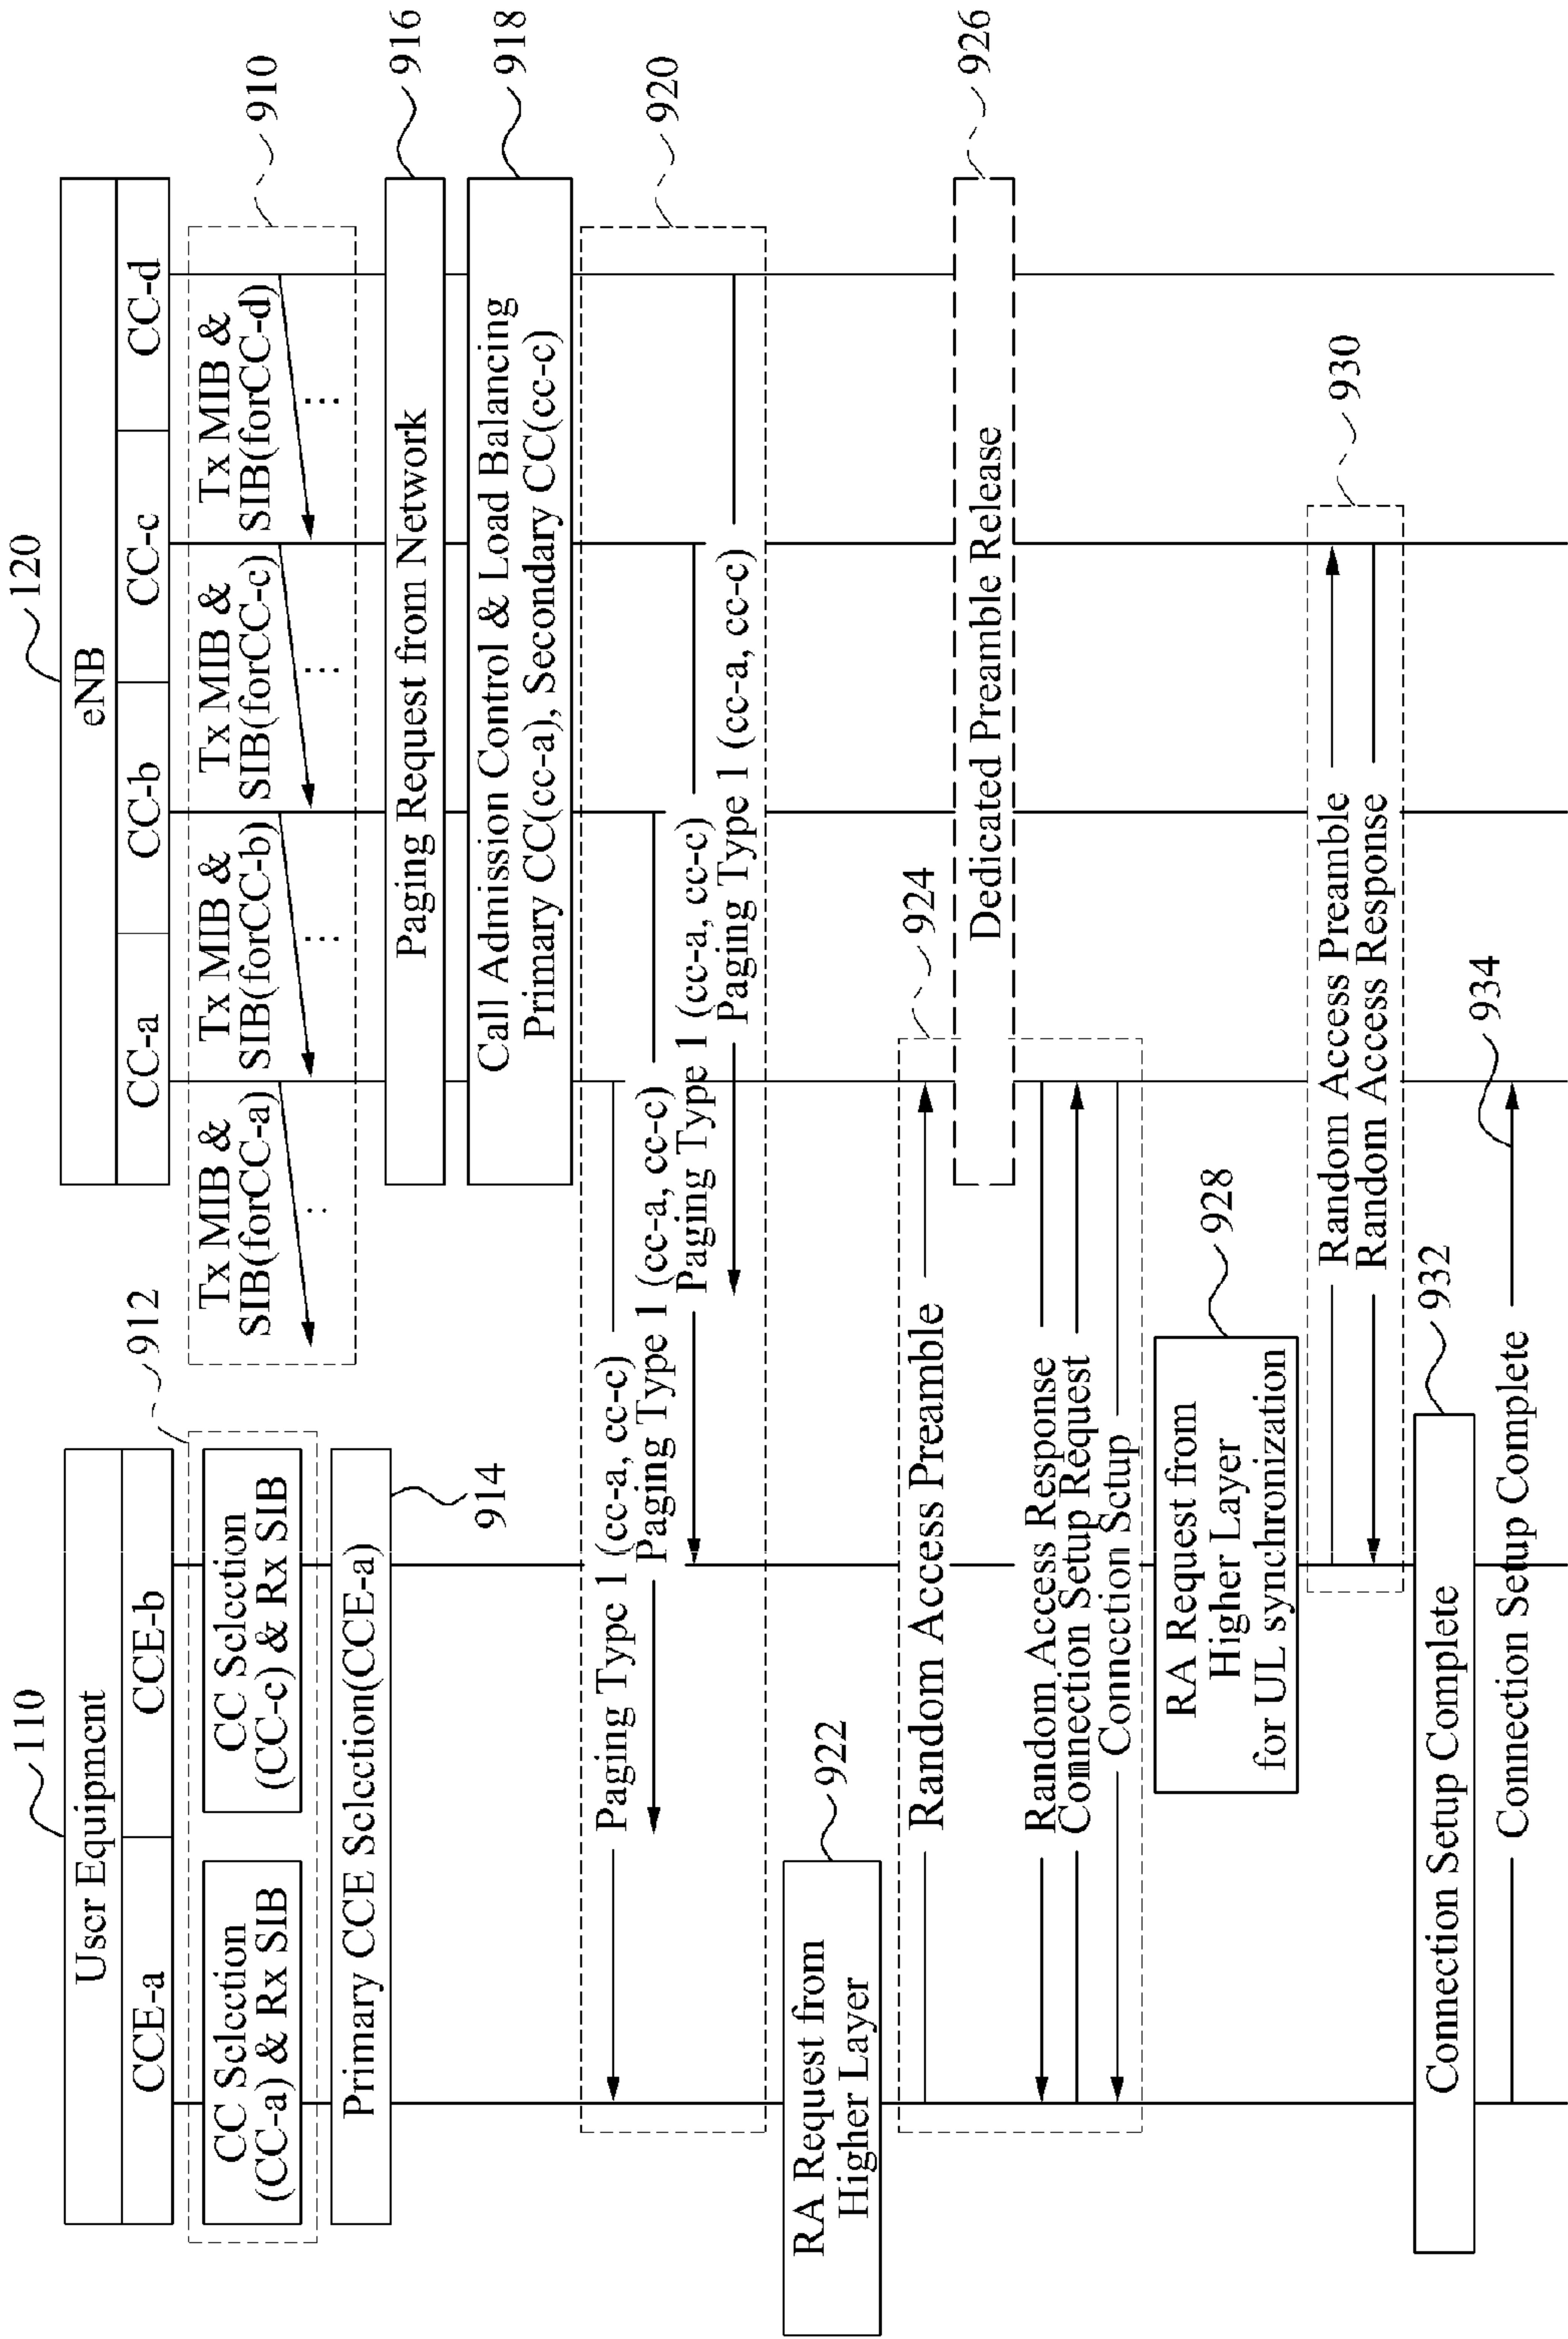 110
User Equipment
CCE-a
CCE-b
120
eNB
CC-a
CC-b
CC-c
CC-d
912
CC Selection
(CC-a) & Rx SIB
CC Selection
(CC-c) & Rx SIB
Tx MIB &
SIB(forCC-a)
...
Tx MIB &
SIB(forCC-b)
...
Tx MIB &
SIB(forCC-c)
...
Tx MIB &
SIB(forCC-d)
...
910
Primary CCE Selection(CCE-a)
914
Paging Request from Network
916
Call Admission Control & Load Balancing
Primary CC(cc-a), Secondary CC(cc-c)
918
Paging Type 1 (cc-a, cc-c)
Paging Type 1 (cc-a, cc-c)
Paging Type 1 (cc-a, cc-c)
Paging Type 1 (cc-a, cc-c)
920
RA Request from
Higher Layer
922
Random Access Preamble
924
Dedicated Preamble Release
926
Random Access Response
Connection Setup Request
Connection Setup
RA Request from
Higher Layer
for UL synchronization
928
Random Access Preamble
Random Access Response
930
Connection Setup Complete
932
Connection Setup Complete
934